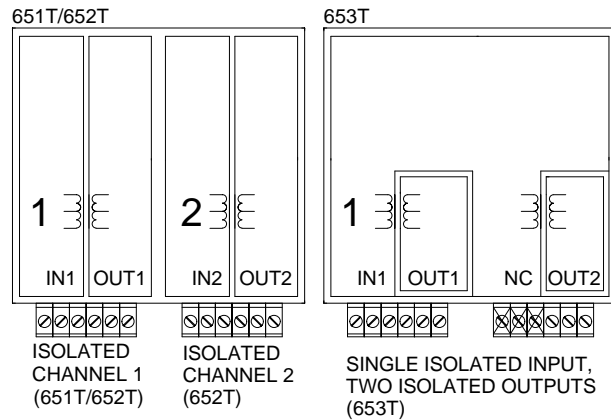 651T/652T
653T
1
2
1
IN1
OUT1
IN2
OUT2
IN1
OUT1
NC
OUT2
ISOLATED
CHANNEL 1
(651T/652T)
ISOLATED
CHANNEL 2
(652T)
SINGLE ISOLATED INPUT,
TWO ISOLATED OUTPUTS
(653T)